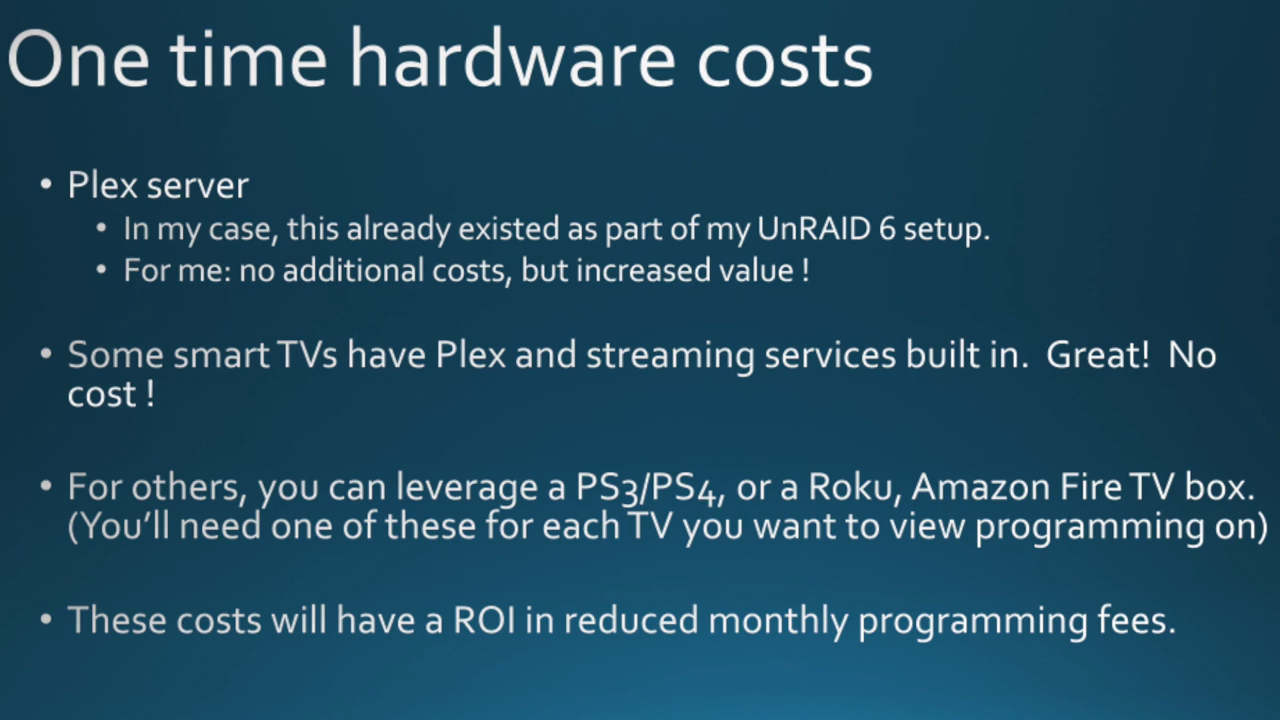 One time hardware costs
• Plex server
• In my case, this already existed as part of my UnRAID 6 setup.
• For me: no additional costs, but increased value !
• Some smart TVs have Plex and streaming services built in.  Great!  No
cost !
• For others, you can leverage a PS3/PS4, or a Roku, Amazon Fire TV box.
(You’ll need one of these for each TV you want to view programming on)
• These costs will have a ROI in reduced monthly programming fees.